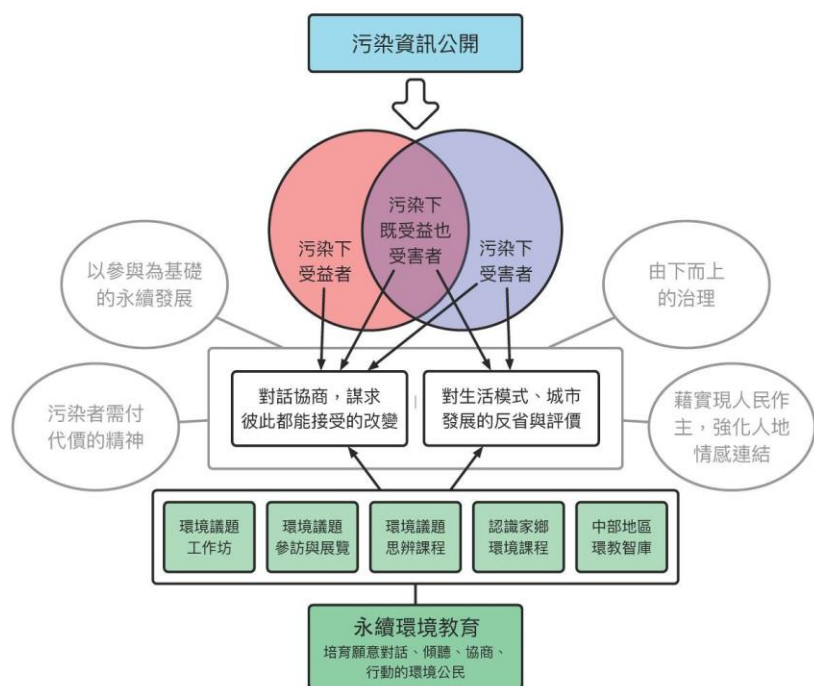 污染資訊公開
污染下
既受益也
受害者
污染下
受益者
污染下
受害者
以參與為基礎
的永續發展
由下而上
的治理
對話協商，謀求
彼此都能接受的改變
對生活模式、城市
發展的反省與評價
污染者需付
代價的精神
藉實現人民作
主，強化人地
情感連結
環境議題
工作坊
環境議題
參訪與展覽
環境議題
思辨課程
認識家鄉
環境課程
中部地區
環教智庫
永續環境教育
培育願意對話、傾聽、協商、
行動的環境公民